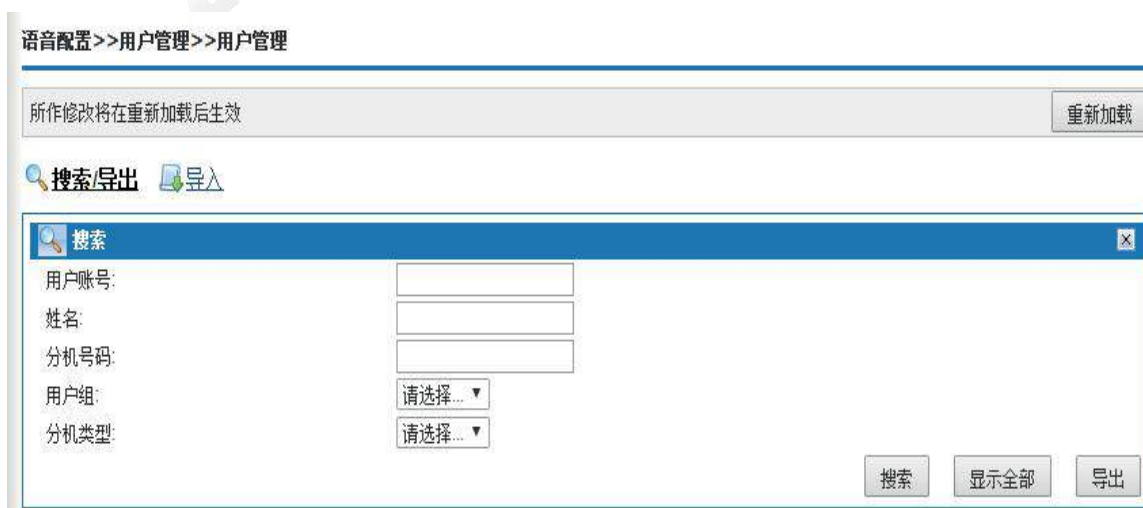 语音配置>>用户管理>>用户管理
所作修改将在重新加载后生效 重新加载
搜索/导出 导入
搜索
用户账号:
姓名:
分机号码:
用户组: 请选择...
分机类型: 请选择...
搜索 显示全部 导出